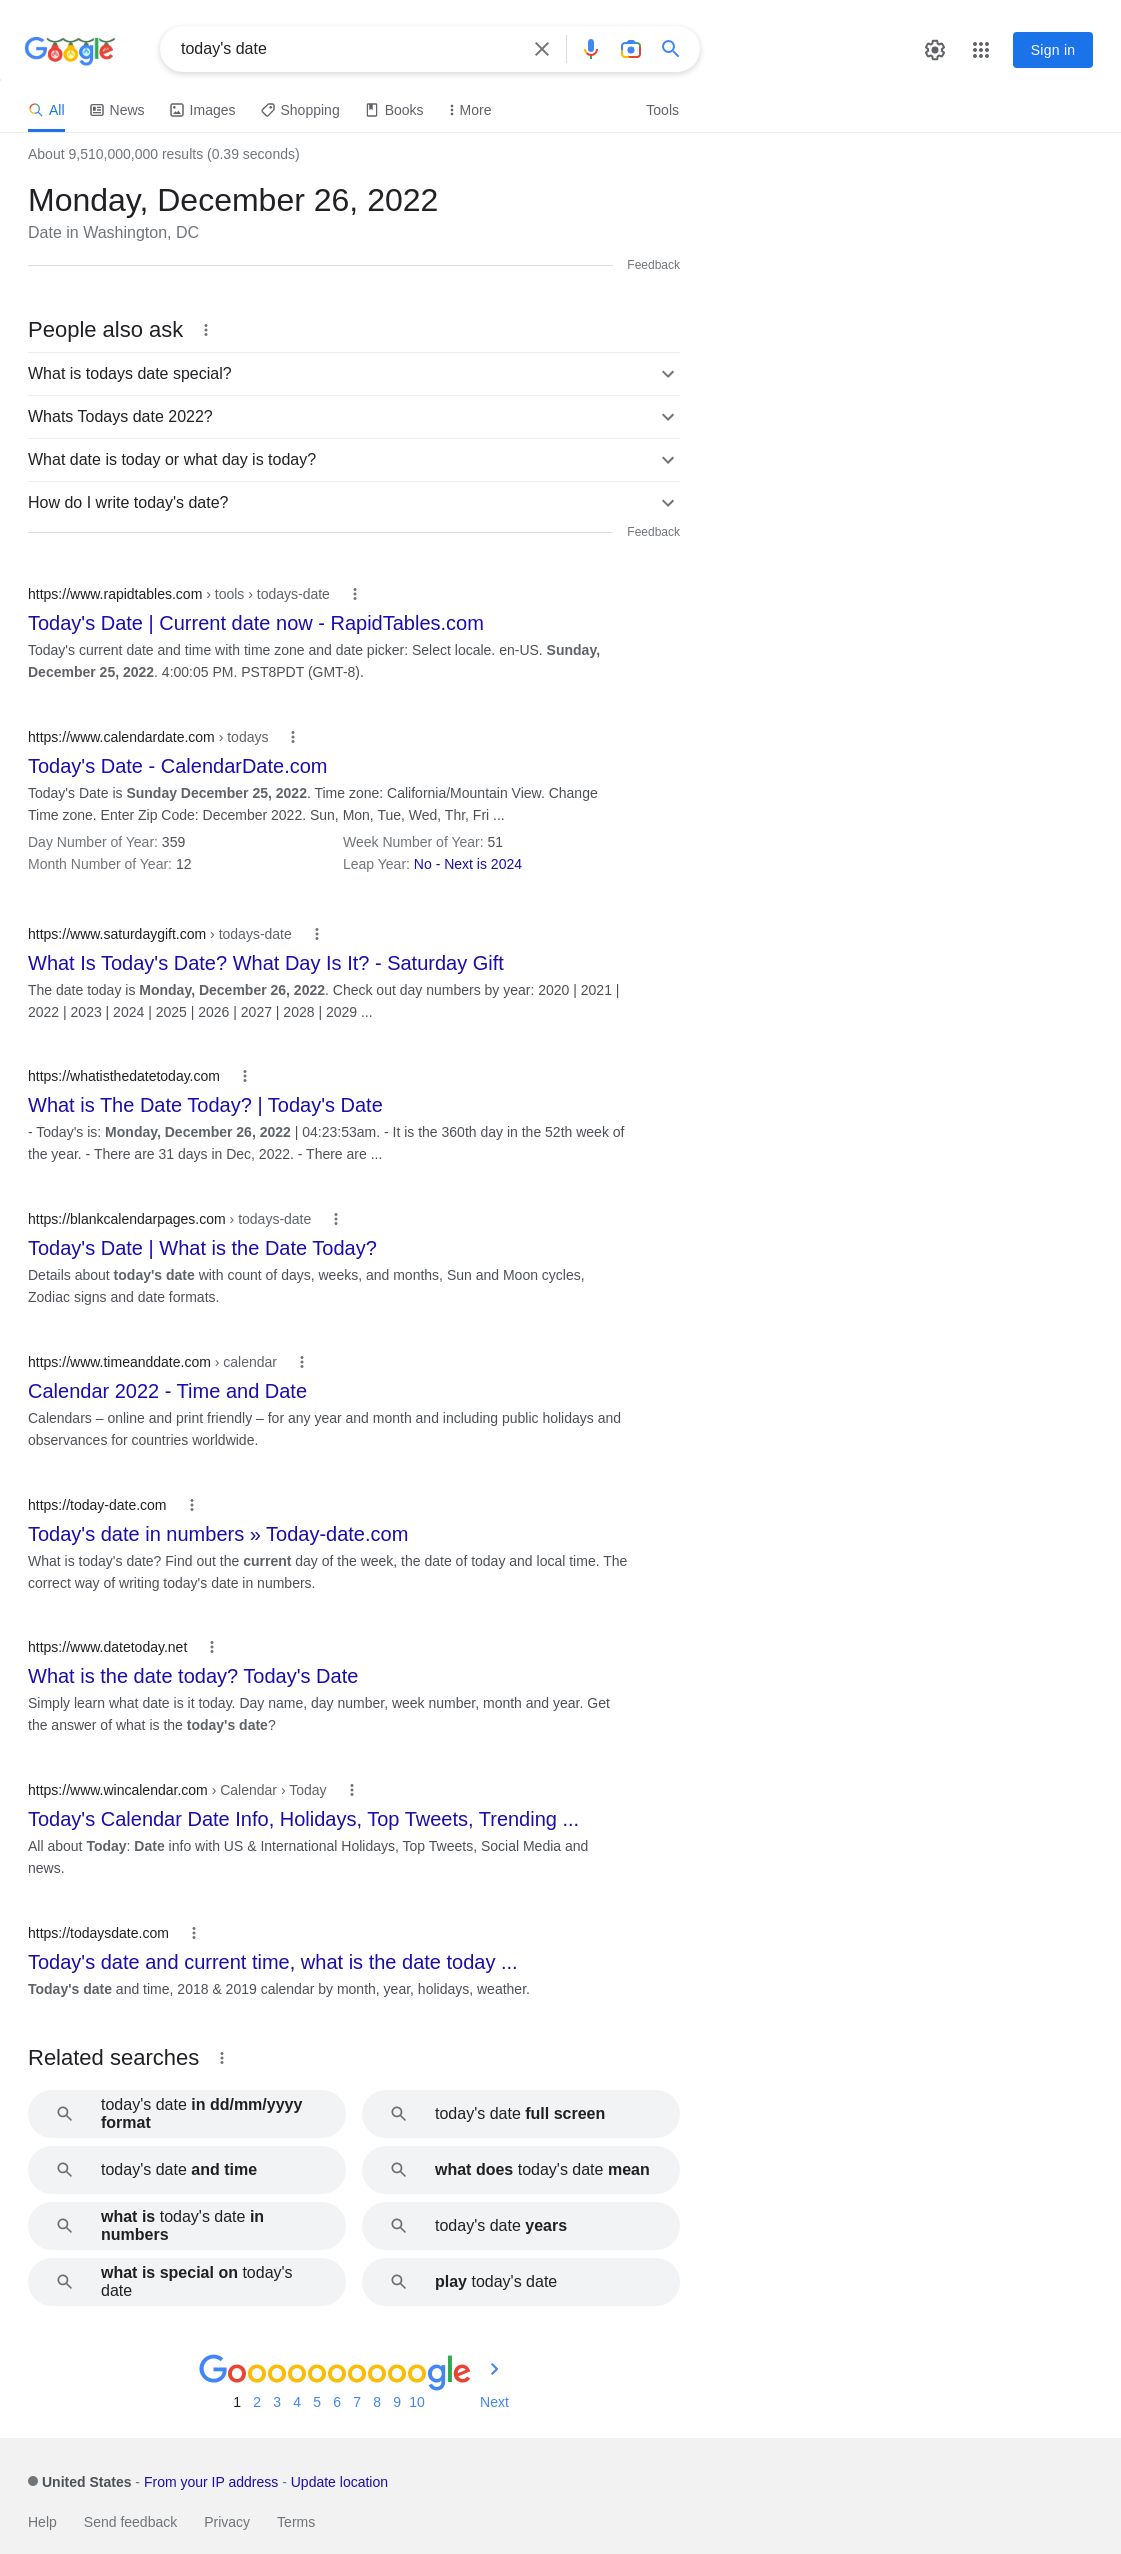 Google
today's date
Sign in
All News Images Shopping Books More Tools
About 9,510,000,000 results (0.39 seconds)
Monday, December 26, 2022
Date in Washington, DC
Feedback
People also ask
What is todays date special?
Whats Todays date 2022?
What date is today or what day is today?
How do I write today's date?
Feedback
https://www.rapidtables.com › tools › todays-date
Today's Date | Current date now - RapidTables.com
Today's current date and time with time zone and date picker: Select locale. en-US. Sunday,
December 25, 2022. 4:00:05 PM. PST8PDT (GMT-8).
https://www.calendardate.com › todays
Today's Date - CalendarDate.com
Today's Date is Sunday December 25, 2022. Time zone: California/Mountain View. Change
Time zone. Enter Zip Code: December 2022. Sun, Mon, Tue, Wed, Thr, Fri ...
Day Number of Year: 359 Week Number of Year: 51
Month Number of Year: 12 Leap Year: No - Next is 2024
https://www.saturdaygift.com › todays-date
What Is Today's Date? What Day Is It? - Saturday Gift
The date today is Monday, December 26, 2022. Check out day numbers by year: 2020 | 2021 |
2022 | 2023 | 2024 | 2025 | 2026 | 2027 | 2028 | 2029 ...
https://whatisthedatetoday.com
What is The Date Today? | Today's Date
- Today's is: Monday, December 26, 2022 | 04:23:53am. - It is the 360th day in the 52th week of
the year. - There are 31 days in Dec, 2022. - There are ...
https://blankcalendarpages.com › todays-date
Today's Date | What is the Date Today?
Details about today's date with count of days, weeks, and months, Sun and Moon cycles,
Zodiac signs and date formats.
https://www.timeanddate.com › calendar
Calendar 2022 - Time and Date
Calendars – online and print friendly – for any year and month and including public holidays and
observances for countries worldwide.
https://today-date.com
Today's date in numbers » Today-date.com
What is today's date? Find out the current day of the week, the date of today and local time. The
correct way of writing today's date in numbers.
https://www.datetoday.net
What is the date today? Today's Date
Simply learn what date is it today. Day name, day number, week number, month and year. Get
the answer of what is the today's date?
https://www.wincalendar.com › Calendar › Today
Today's Calendar Date Info, Holidays, Top Tweets, Trending ...
All about Today: Date info with US & International Holidays, Top Tweets, Social Media and
news.
https://todaysdate.com
Today's date and current time, what is the date today ...
Today's date and time, 2018 & 2019 calendar by month, year, holidays, weather.
Related searches
today's date in dd/mm/yyyy
format
today's date full screen
today's date and time
what does today's date mean
what is today's date in
numbers
today's date years
what is special on today's
date
play today's date
Goooooooooogle
1 2 3 4 5 6 7 8 9 10 Next
United States - From your IP address - Update location
Help Send feedback Privacy Terms